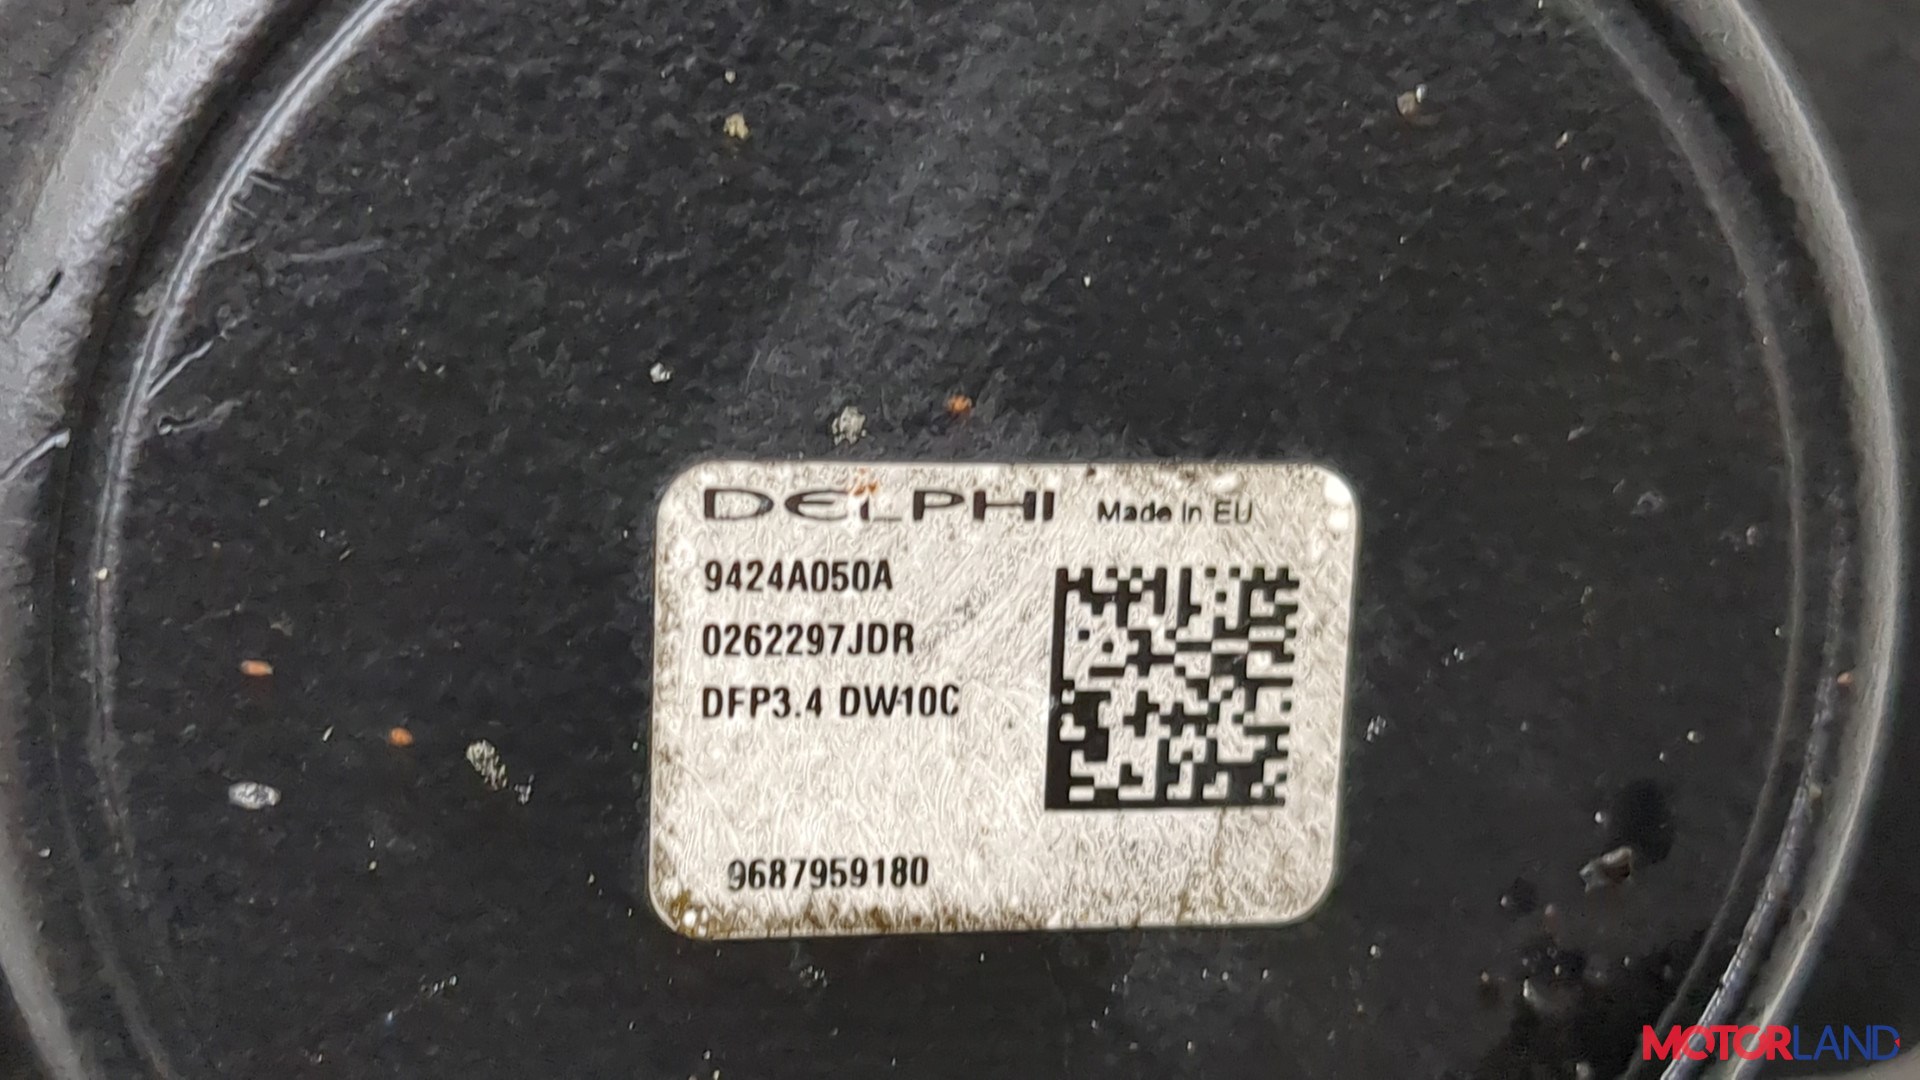 DELPHI Made in EU
9424A050A
0262297JDR
DFP3.4 DW10C
9687959180
MOTORLAND